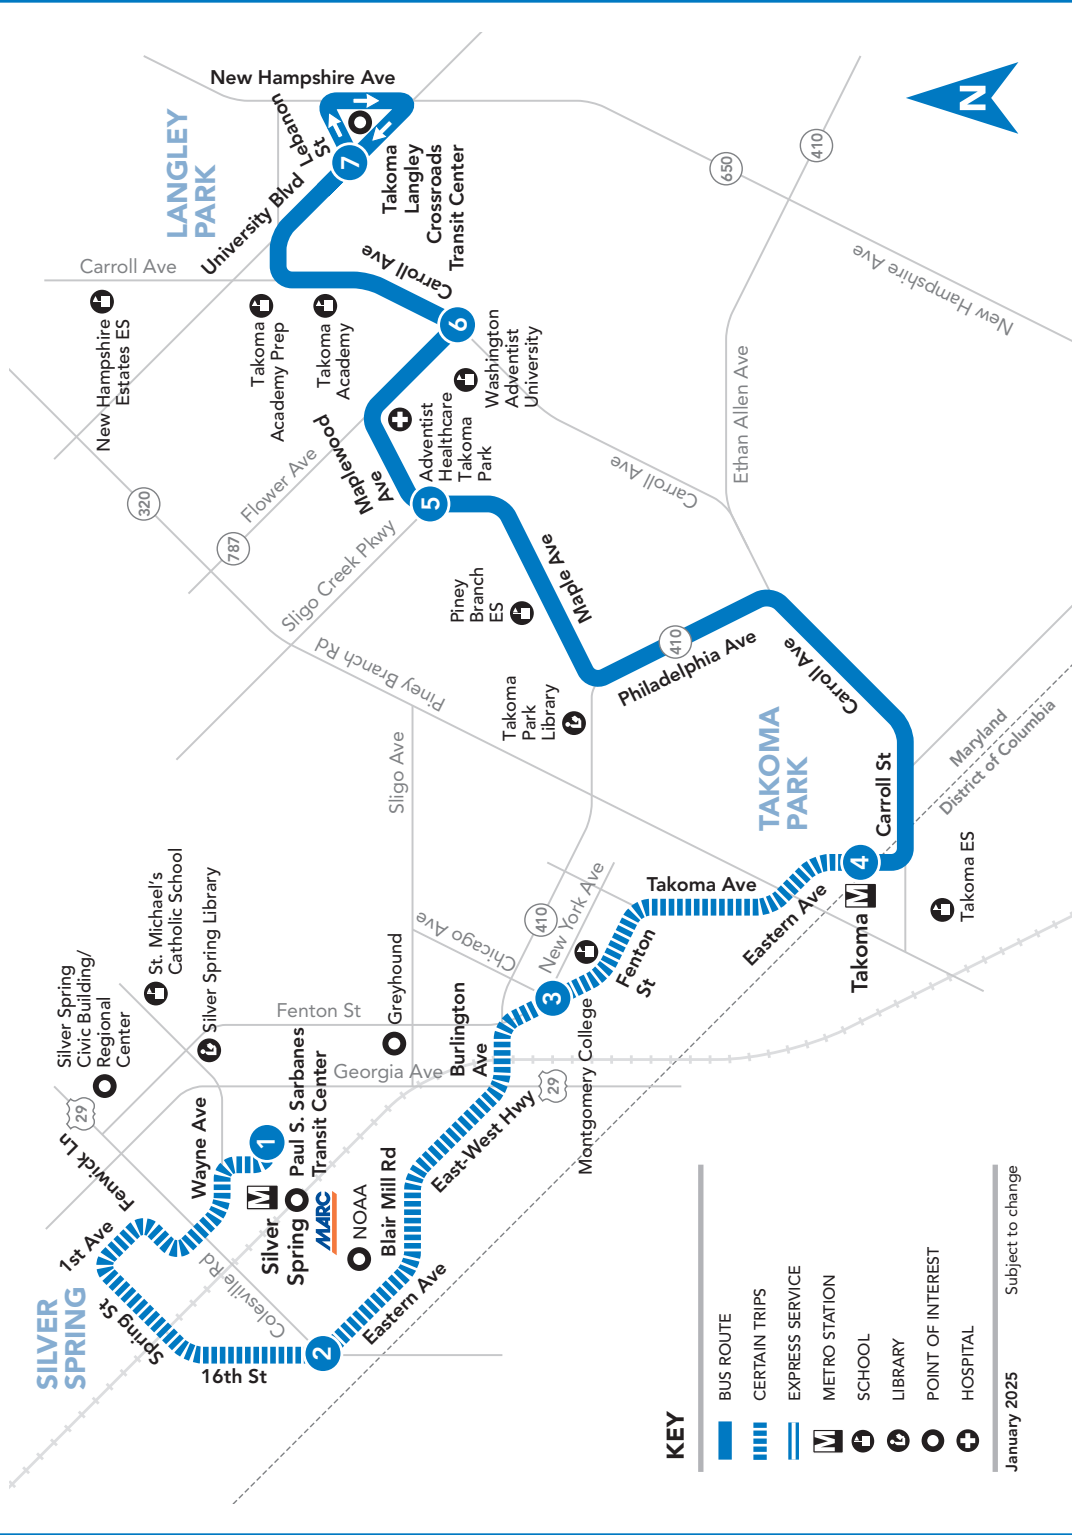 SILVER
SPRING
1st Ave
Spring St
16th St
Fenwick Ln
29
Wayne Ave
Colesville Rd
Silver Spring
Civic Building/
Regional
Center
St. Michael's
Catholic School
Silver Spring Library
Fenton St
Georgia Ave
1
Paul S. Sarbanes
Transit Center
M
Silver
Spring
MARC
NOAA
2
Eastern Ave
Blair Mill Rd
East-West Hwy
29
Greyhound
Burlington
Ave
Chicago Ave
410
New York Ave
3
Montgomery College
Fenton
St
Takoma Ave
Eastern Ave
4
M
Takoma
Takoma ES
Carroll St
TAKOMA
PARK
Maryland
District of Columbia
Carroll Ave
Philadelphia Ave
410
Takoma
Park
Library
Sligo Ave
Piney Branch Rd
Piney
Branch
ES
Maple Ave
Sligo Creek Pkwy
787
320
Flower Ave
5
Maplewood
Ave
Adventist
Healthcare
Takoma
Park
Washington
Adventist
University
6
Carroll Ave
Carroll Ave
Ethan Allen Ave
New Hampshire Ave
650
410
Takoma
Academy
Takoma
Academy Prep
New Hampshire
Estates ES
Carroll Ave
University Blvd
LANGLEY
PARK
Lebanon
St
New Hampshire Ave
7
Takoma
Langley
Crossroads
Transit Center
N
KEY
BUS ROUTE
CERTAIN TRIPS
EXPRESS SERVICE
M METRO STATION
SCHOOL
LIBRARY
POINT OF INTEREST
HOSPITAL
January 2025
Subject to change